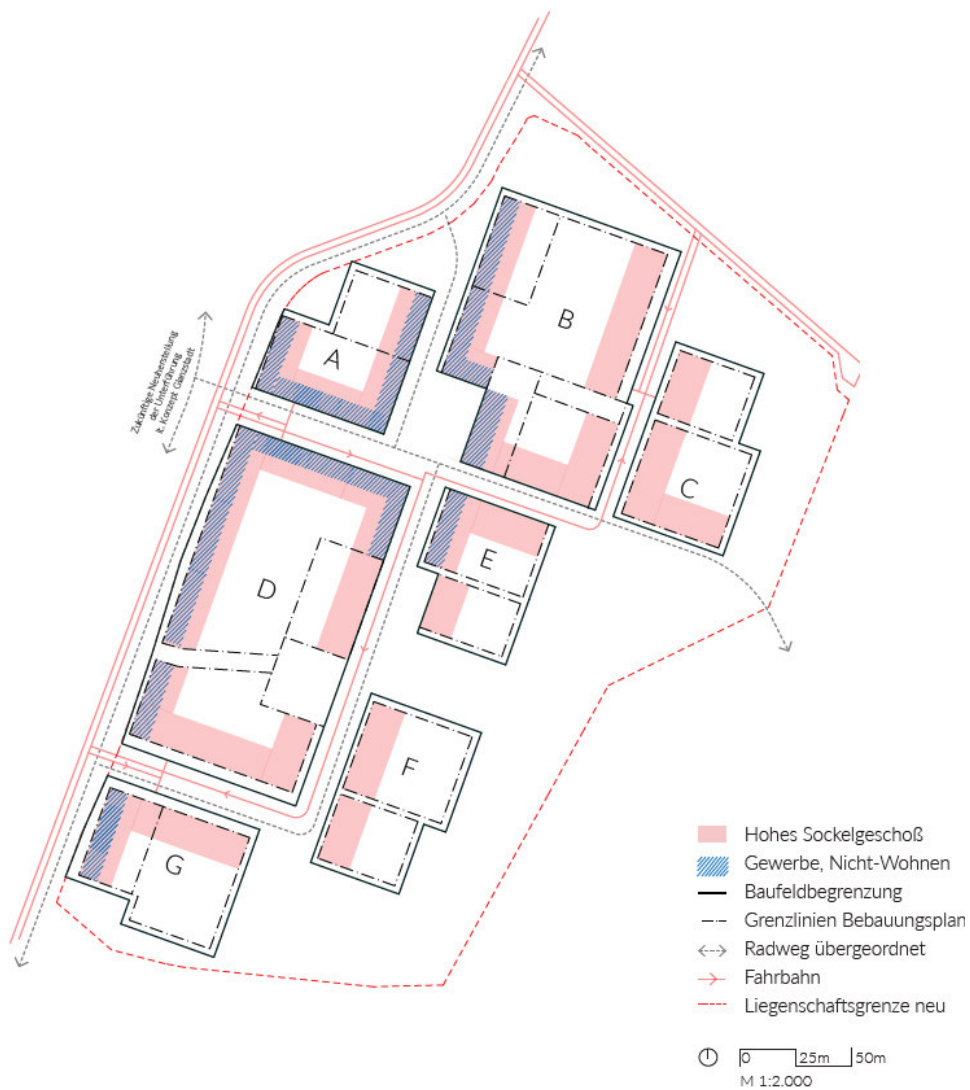 Zukünftige Neuherstellung
der Unterführung
lt. Konzept Glanzstadt
A
B
C
D
E
F
G
Hohes Sockelgeschoß
Gewerbe, Nicht-Wohnen
Baufeldbegrenzung
Grenzlinien Bebauungsplan
Radweg übergeordnet
Fahrbahn
Liegenschaftsgrenze neu
0 25m 50m
M 1:2.000